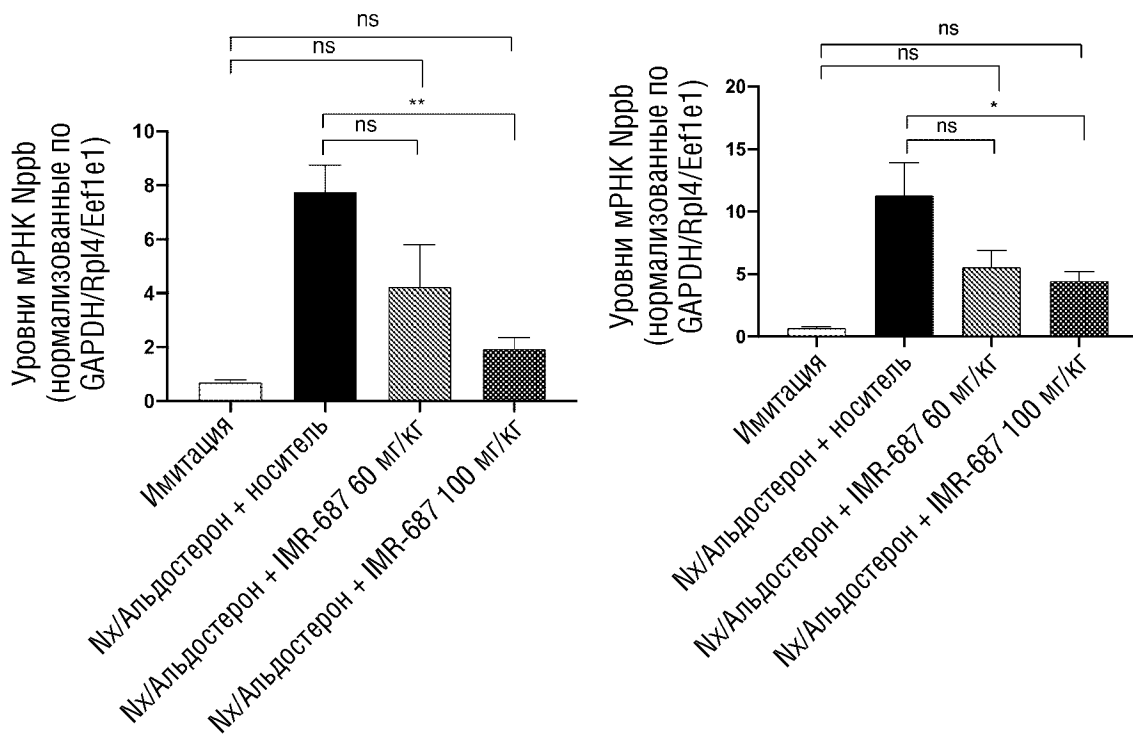 ns
ns
**
ns
Уровни мРНК Nppb
(нормализованные по
GAPDH/Rpl4/Eef1e1)
10
8
6
4
2
0
Имитация
Nx/Альдостерон + носитель
Nx/Альдостерон + IMR-687 60 мг/кг
Nx/Альдостерон + IMR-687 100 мг/кг
ns
ns
*
ns
Уровни мРНК Nppb
(нормализованные по
GAPDH/Rpl4/Eef1e1)
20
15
10
5
0
Имитация
Nx/Альдостерон + носитель
Nx/Альдостерон + IMR-687 60 мг/кг
Nx/Альдостерон + IMR-687 100 мг/кг